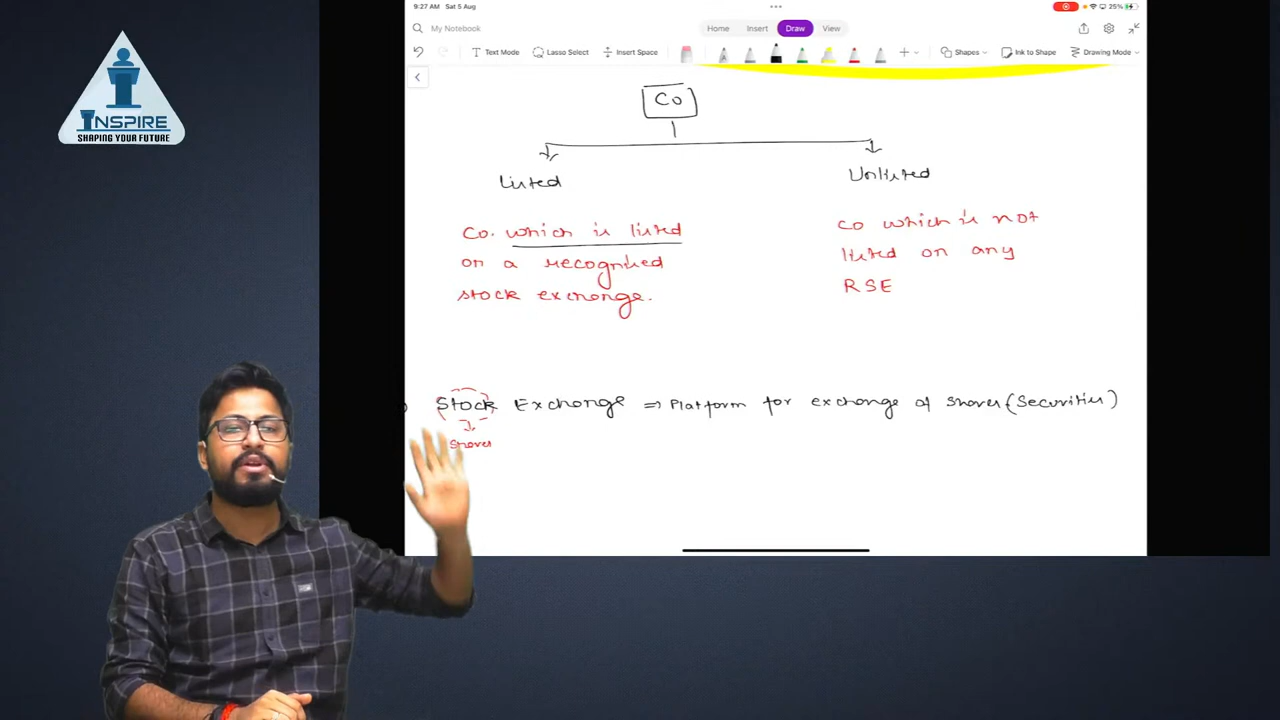 9:27 AM Sat 5 Aug
25%
My Notebook
Home Insert Draw View
Text Mode Lasso Select Insert Space Shapes Ink to Shape Drawing Mode
INSPIRE
SHAPING YOUR FUTURE
Co
Listed
Unlisted
Co. which is listed
on a recognised
stock exchange.
Co which is not
listed on any
RSE
Stock Exchange ⇒ Platform for exchange of shares (Securities)
Shares